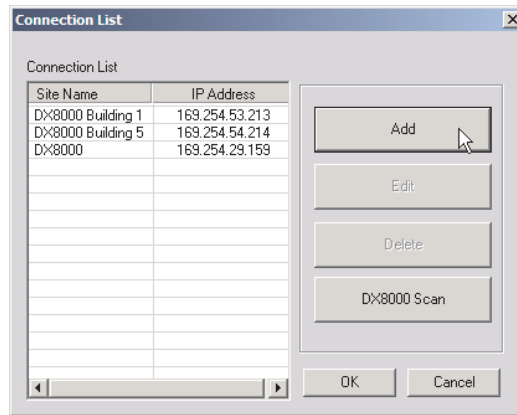 Connection List
Connection List
Site Name IP Address
DX8000 Building 1 169.254.53.213
DX8000 Building 5 169.254.54.214
DX8000 169.254.29.159
Add
Edit
Delete
DX8000 Scan
OK Cancel